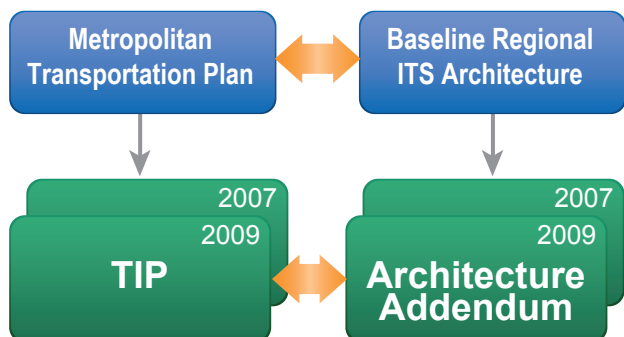 Metropolitan
Transportation Plan
Baseline Regional
ITS Architecture
2007
2009
TIP
2007
2009
Architecture
Addendum